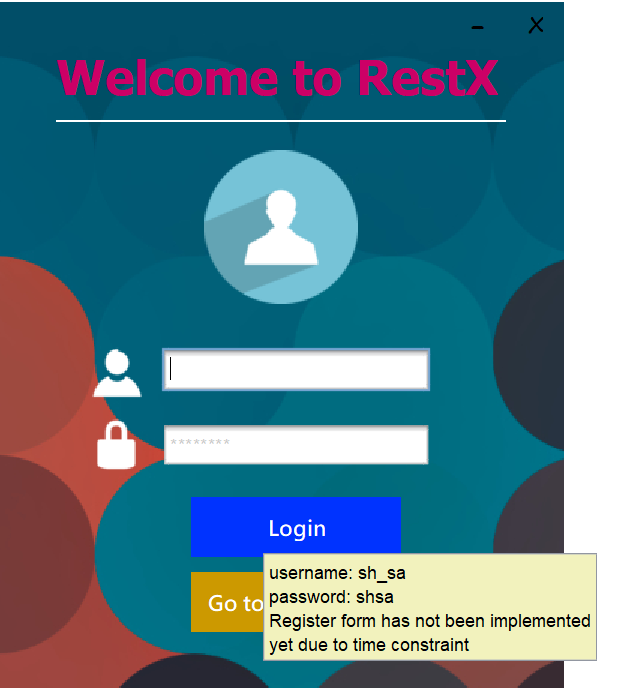 Welcome to RestX
********
Login
Go to
username: sh_sa
password: shsa
Register form has not been implemented
yet due to time constraint